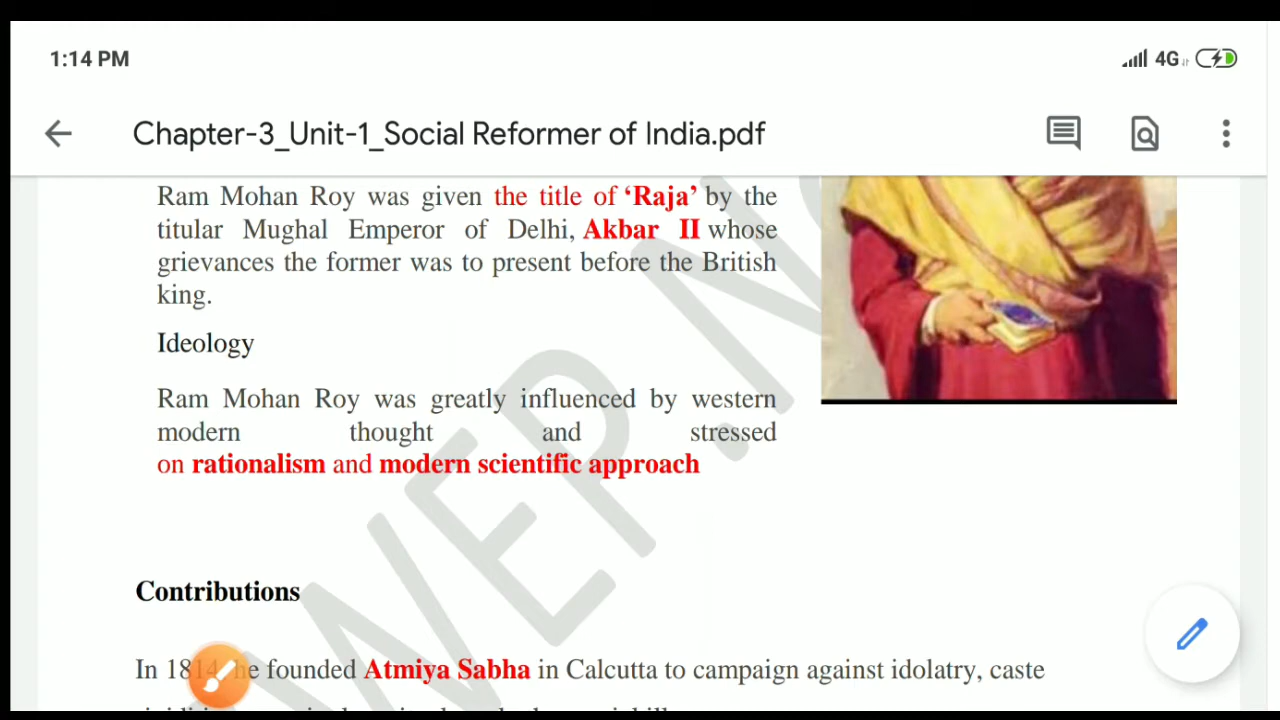 1:14 PM
4G
Chapter-3_Unit-1_Social Reformer of India.pdf
Ram Mohan Roy was given the title of ‘Raja’ by the
titular Mughal Emperor of Delhi, Akbar II whose
grievances the former was to present before the British
king.
Ideology
Ram Mohan Roy was greatly influenced by western
modern thought and stressed
on rationalism and modern scientific approach
Contributions
In 1814 he founded Atmiya Sabha in Calcutta to campaign against idolatry, caste